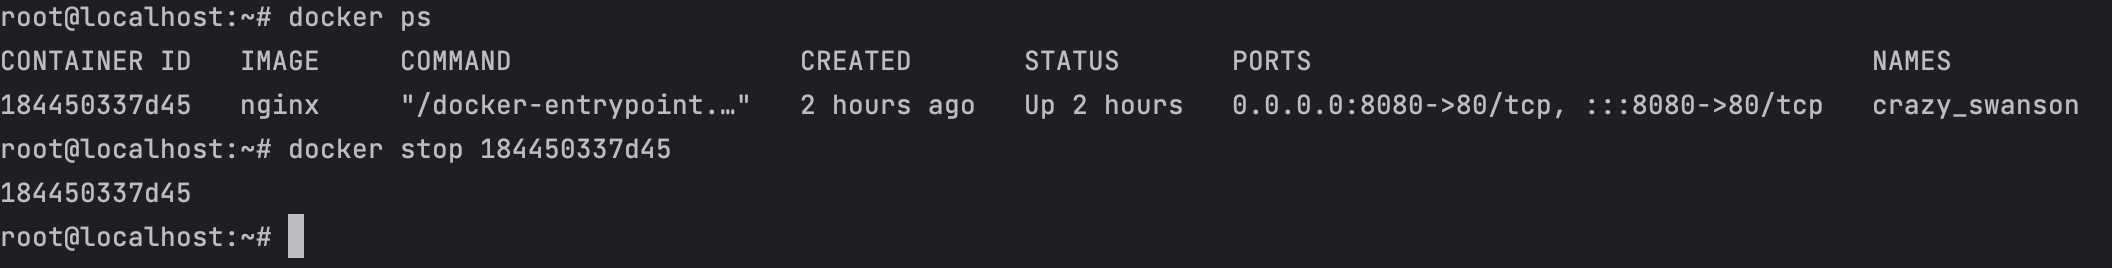 root@localhost:~# docker ps
CONTAINER ID   IMAGE     COMMAND                  CREATED       STATUS       PORTS                                   NAMES
184450337d45   nginx     "/docker-entrypoint.…"   2 hours ago   Up 2 hours   0.0.0.0:8080->80/tcp, :::8080->80/tcp   crazy_swanson
root@localhost:~# docker stop 184450337d45
184450337d45
root@localhost:~#